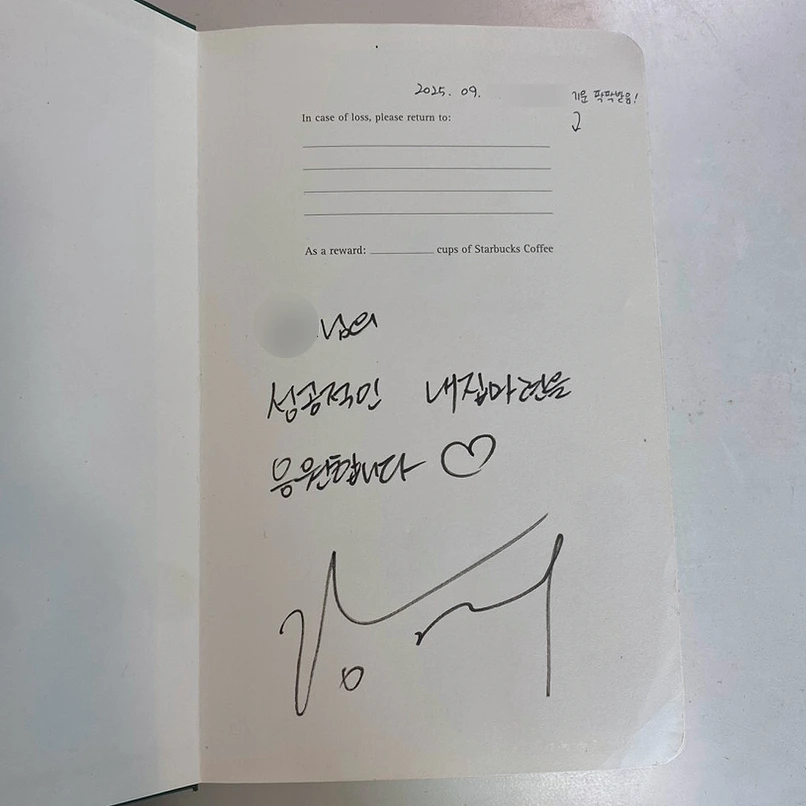 2025. 09.
기운 팍팍받음!
In case of loss, please return to:
As a reward: ____________ cups of Starbucks Coffee
님의
성공적인 내집마련을
응원합니다 ♡